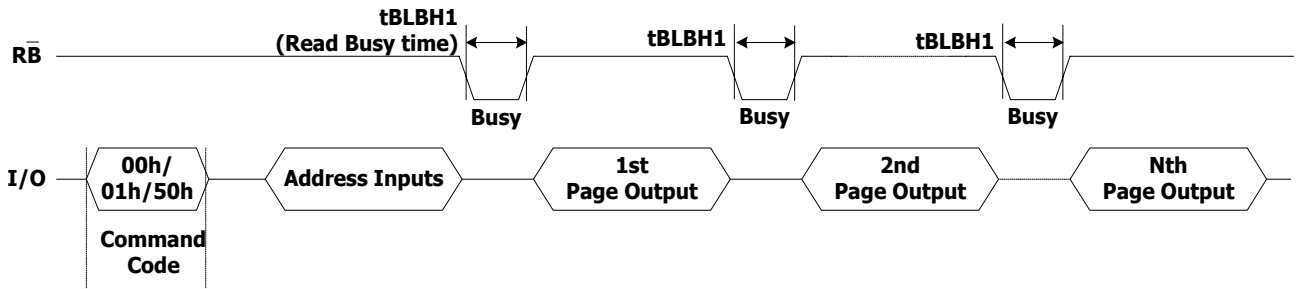 tBLBH1
(Read Busy time)
tBLBH1
tBLBH1
RB̅
Busy
Busy
Busy
I/O
00h/
01h/50h
Address Inputs
1st
Page Output
2nd
Page Output
Nth
Page Output
Command
Code